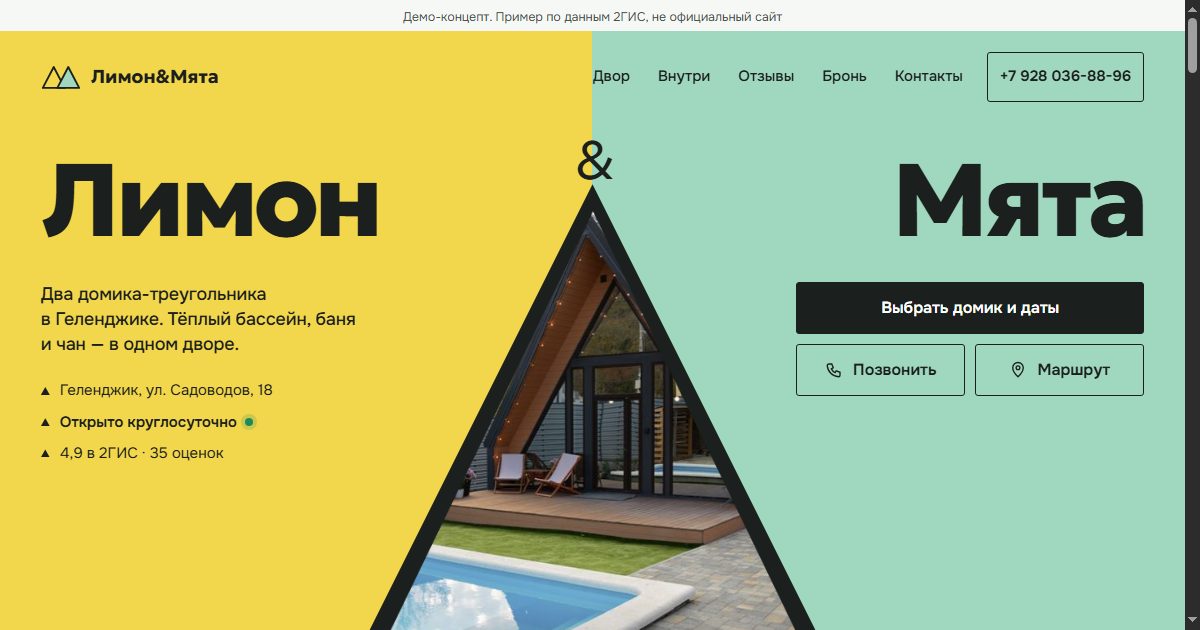 Демо-концепт. Пример по данным 2ГИС, не официальный сайт
Лимон&Мята
Двор
Внутри
Отзывы
Бронь
Контакты
+7 928 036-88-96
&
Лимон
Мята
Два домика-треугольника
в Геленджике. Тёплый бассейн, баня
и чан — в одном дворе.
Геленджик, ул. Садоводов, 18
Открыто круглосуточно
4,9 в 2ГИС · 35 оценок
Выбрать домик и даты
Позвонить
Маршрут